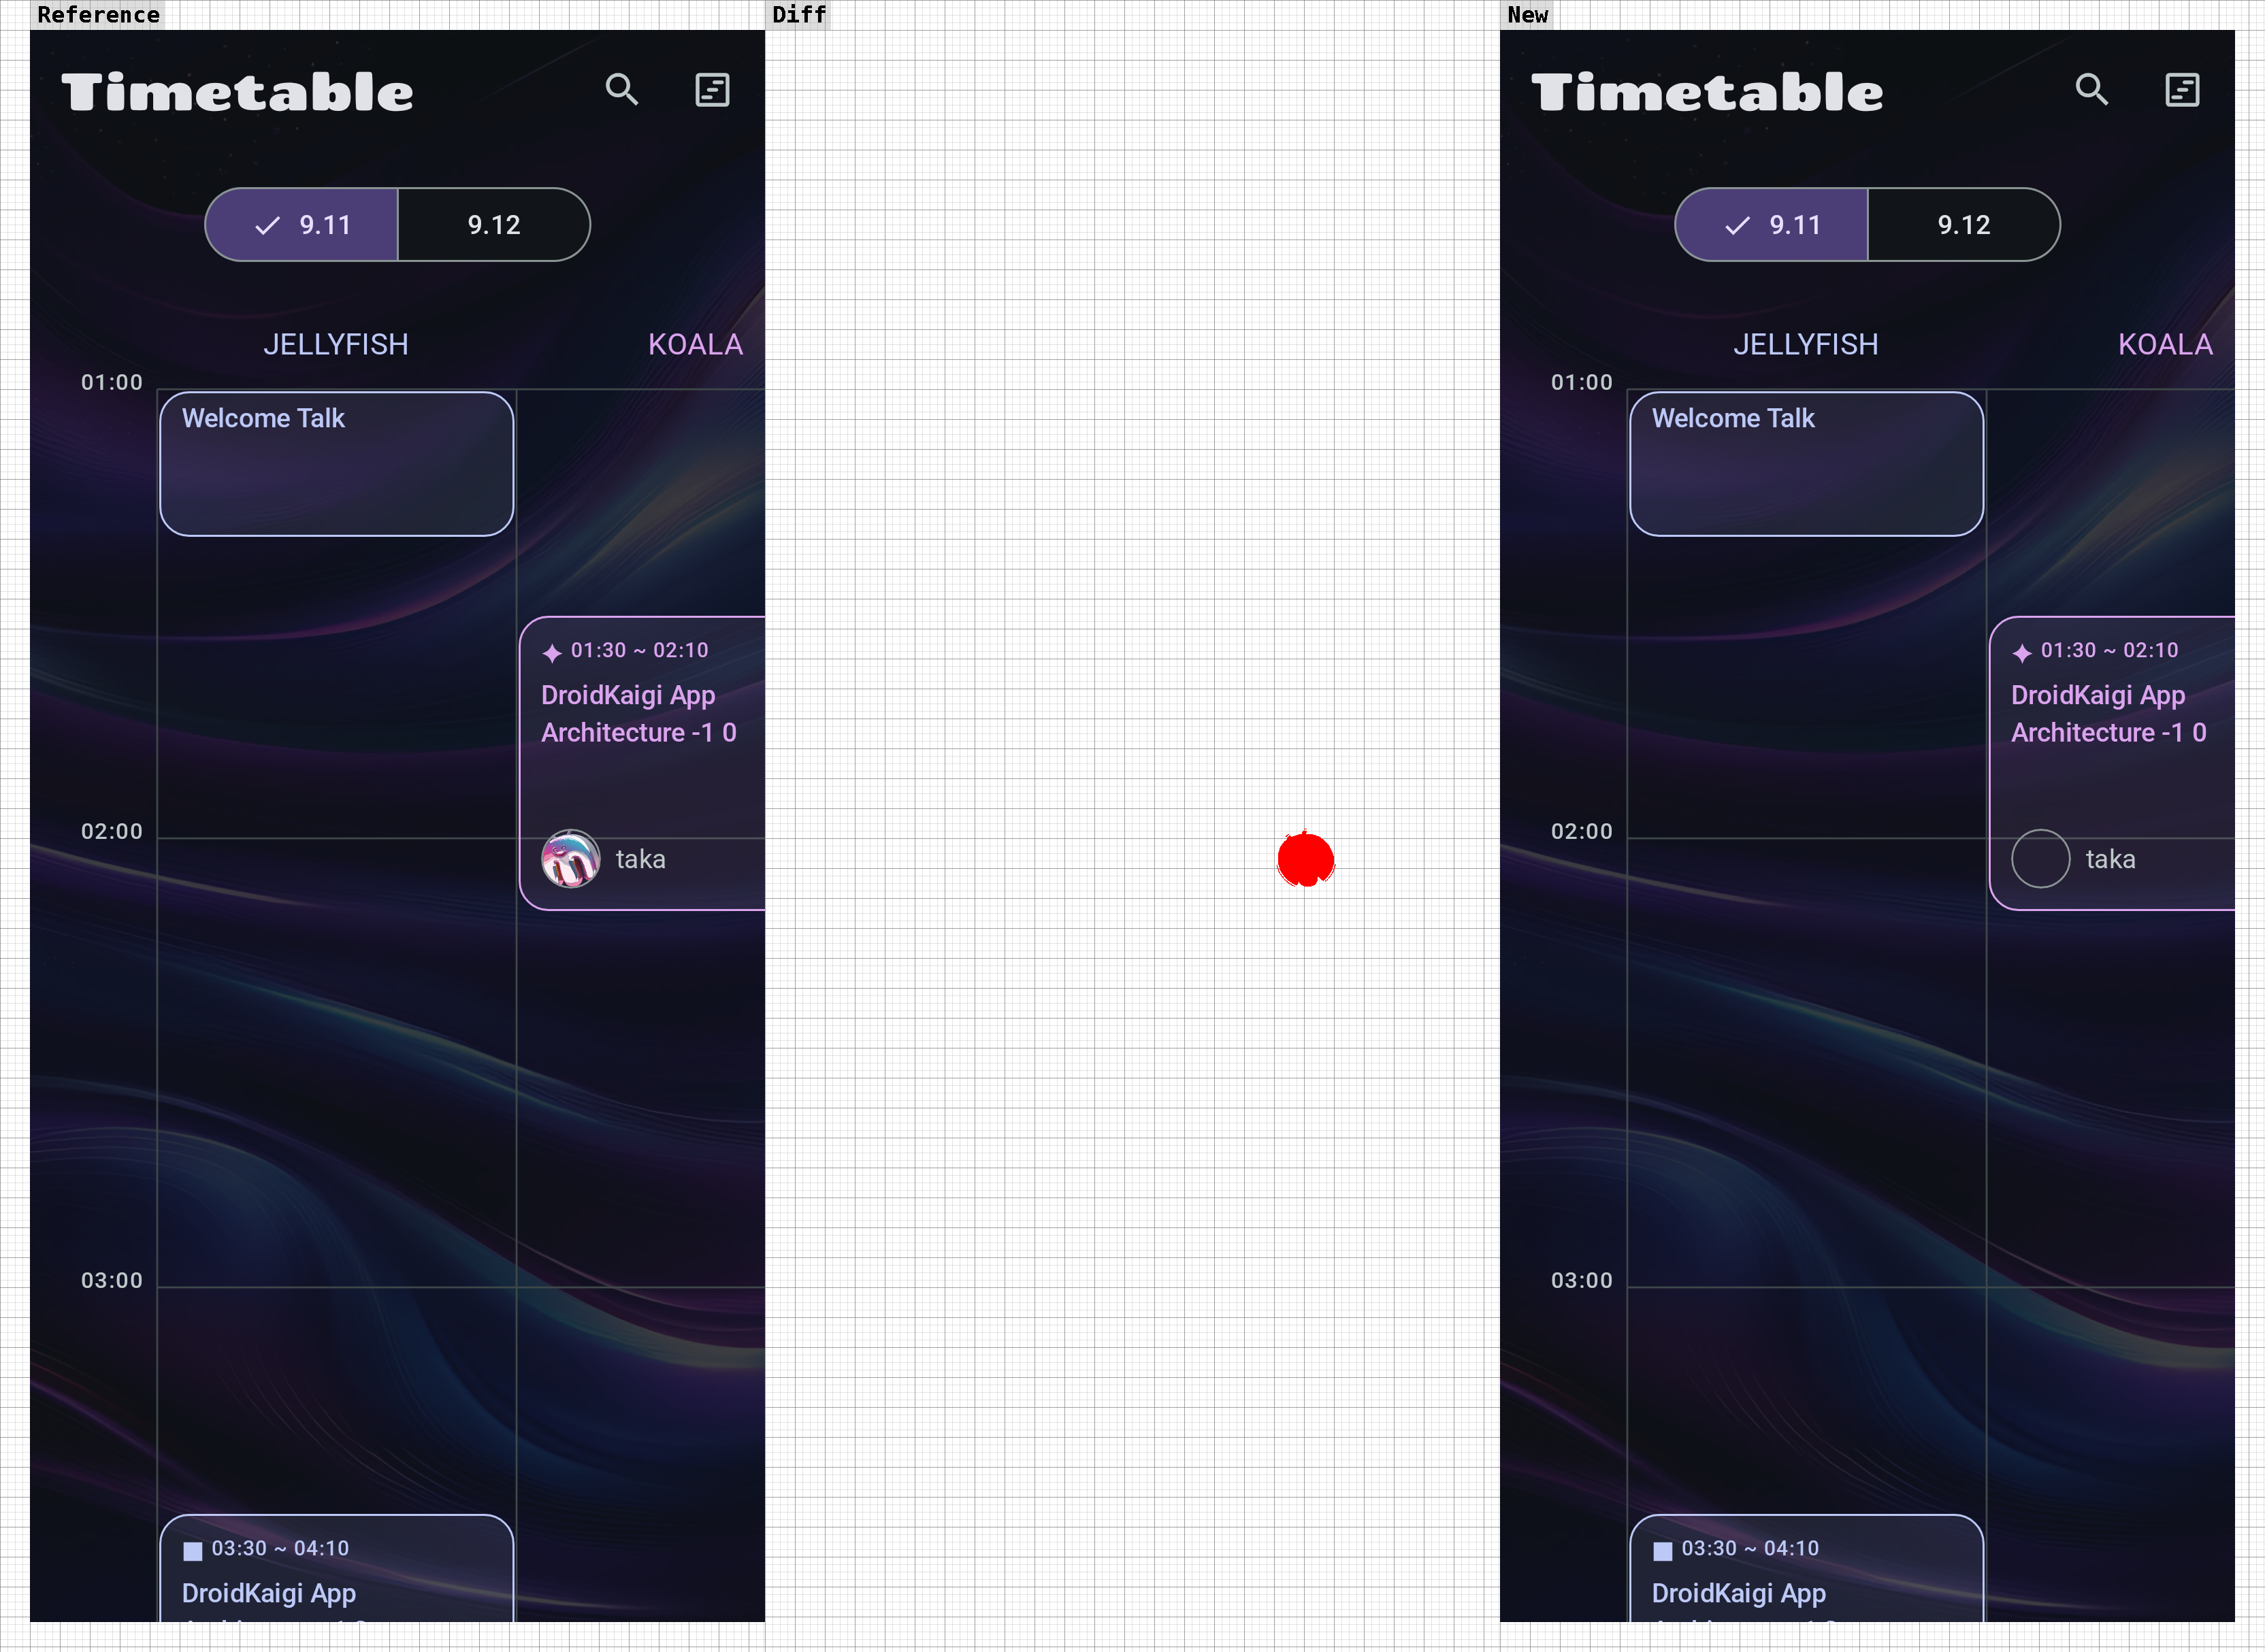 Reference
Diff
New
Timetable
9.11
9.12
JELLYFISH
KOALA
01:00
Welcome Talk
01:30 ~ 02:10
DroidKaigi App
Architecture -1 0
02:00
taka
03:00
03:30 ~ 04:10
DroidKaigi App
Timetable
9.11
9.12
JELLYFISH
KOALA
01:00
Welcome Talk
01:30 ~ 02:10
DroidKaigi App
Architecture -1 0
02:00
taka
03:00
03:30 ~ 04:10
DroidKaigi App